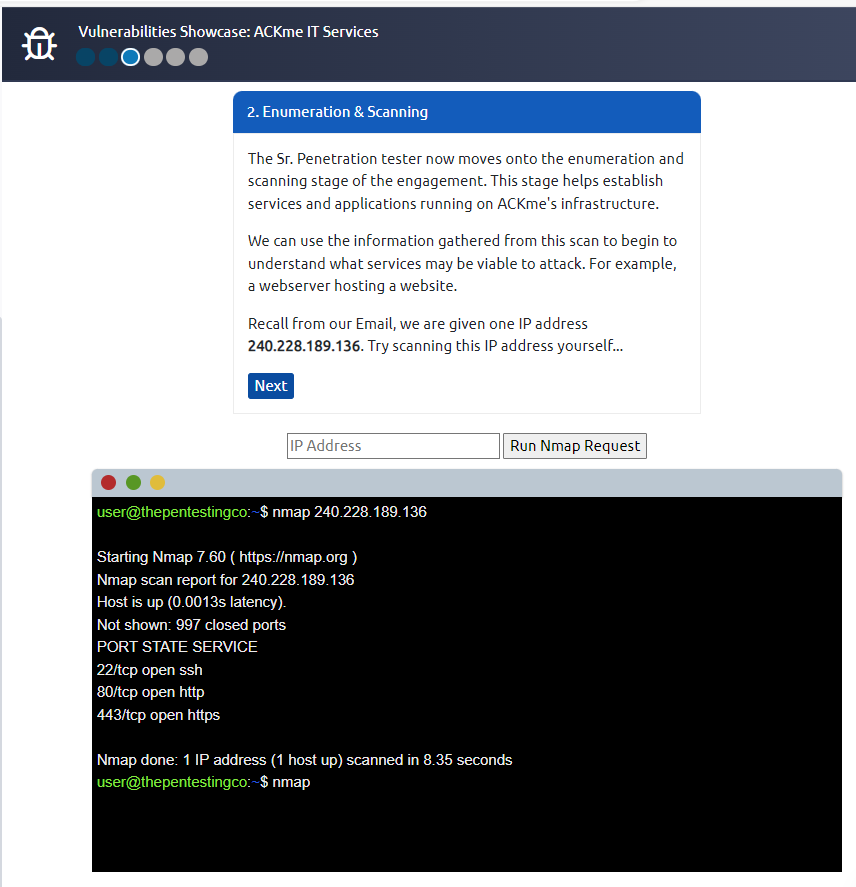 Vulnerabilities Showcase: ACKme IT Services
2. Enumeration & Scanning
The Sr. Penetration tester now moves onto the enumeration and
scanning stage of the engagement. This stage helps establish
services and applications running on ACKme's infrastructure.
We can use the information gathered from this scan to begin to
understand what services may be viable to attack. For example,
a webserver hosting a website.
Recall from our Email, we are given one IP address
240.228.189.136. Try scanning this IP address yourself...
Next
IP Address
Run Nmap Request
user@thepentestingco:~$ nmap 240.228.189.136
Starting Nmap 7.60 ( https://nmap.org )
Nmap scan report for 240.228.189.136
Host is up (0.0013s latency).
Not shown: 997 closed ports
PORT STATE SERVICE
22/tcp open ssh
80/tcp open http
443/tcp open https
Nmap done: 1 IP address (1 host up) scanned in 8.35 seconds
user@thepentestingco:~$ nmap